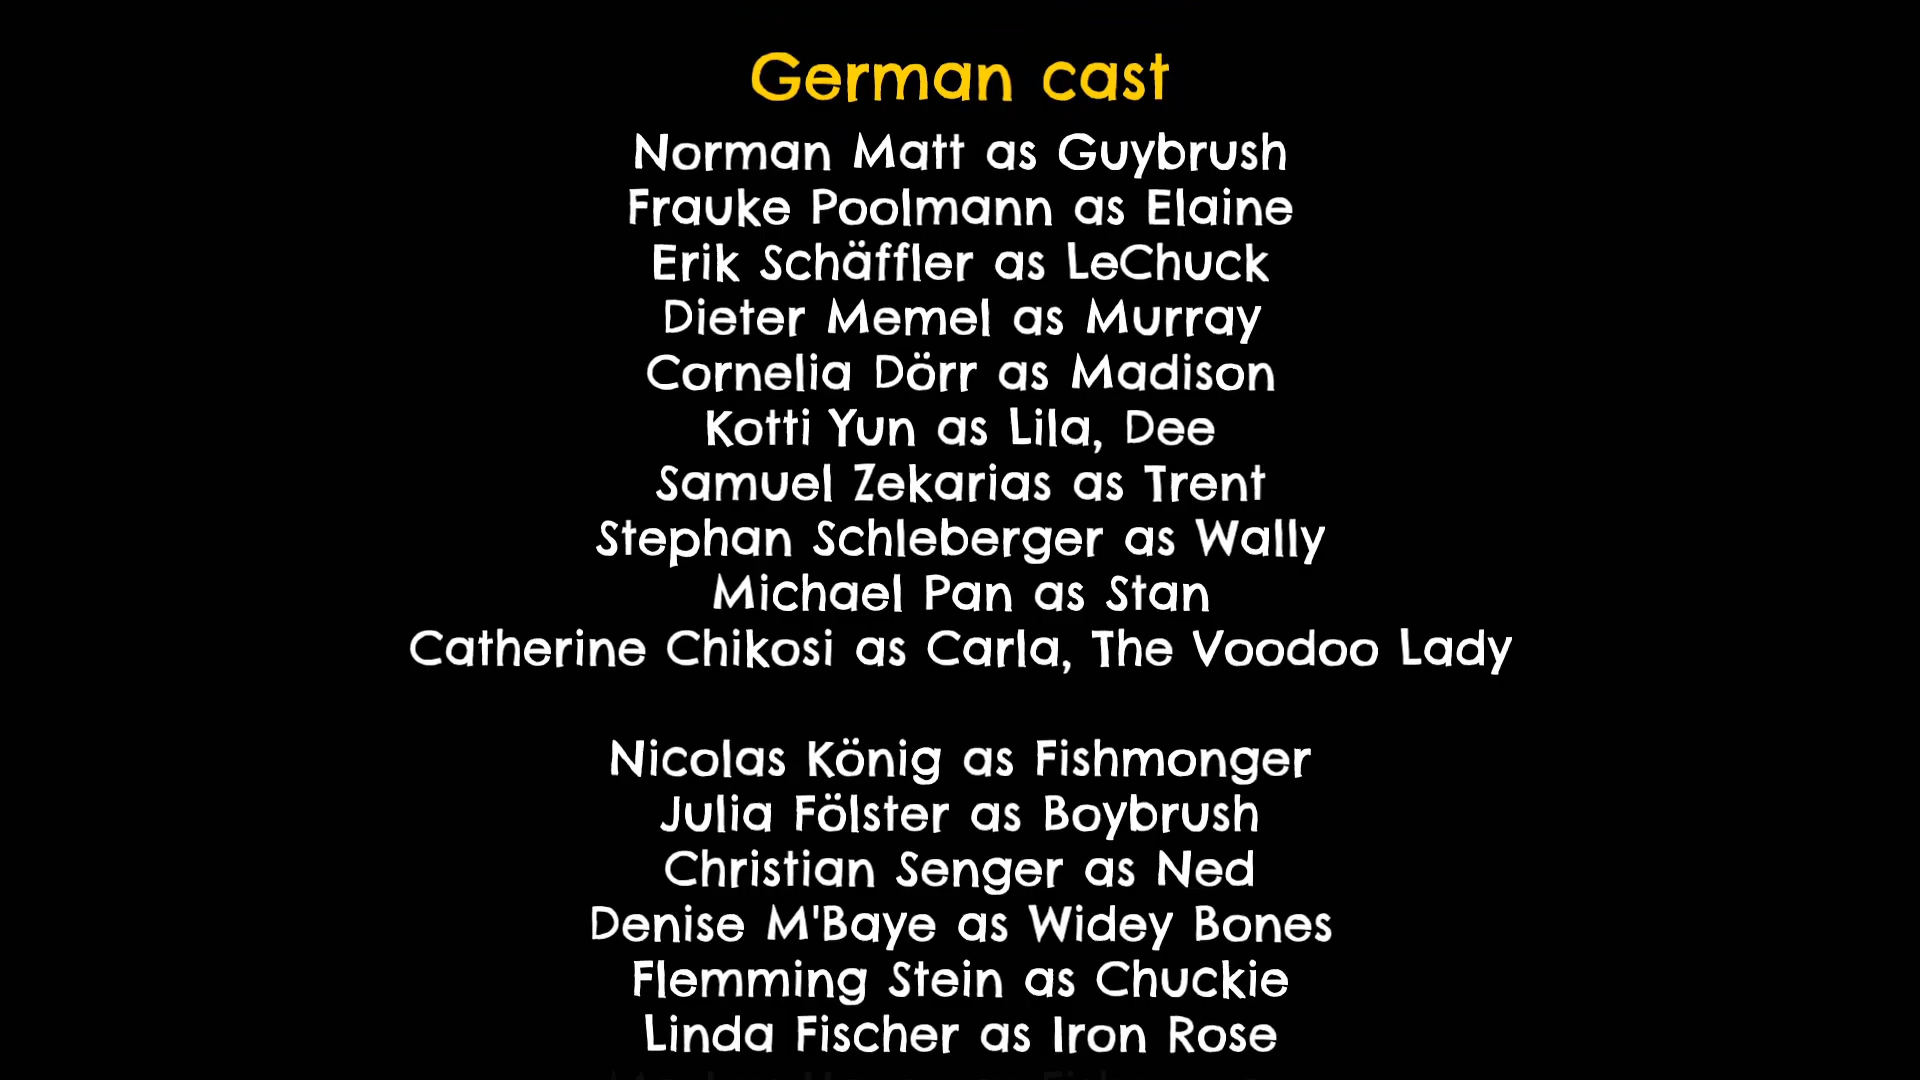 German cast
Norman Matt as Guybrush
Frauke Poolmann as Elaine
Erik Schäffler as LeChuck
Dieter Memel as Murray
Cornelia Dörr as Madison
Kotti Yun as Lila, Dee
Samuel Zekarias as Trent
Stephan Schleberger as Wally
Michael Pan as Stan
Catherine Chikosi as Carla, The Voodoo Lady
Nicolas König as Fishmonger
Julia Fölster as Boybrush
Christian Senger as Ned
Denise M'Baye as Widey Bones
Flemming Stein as Chuckie
Linda Fischer as Iron Rose